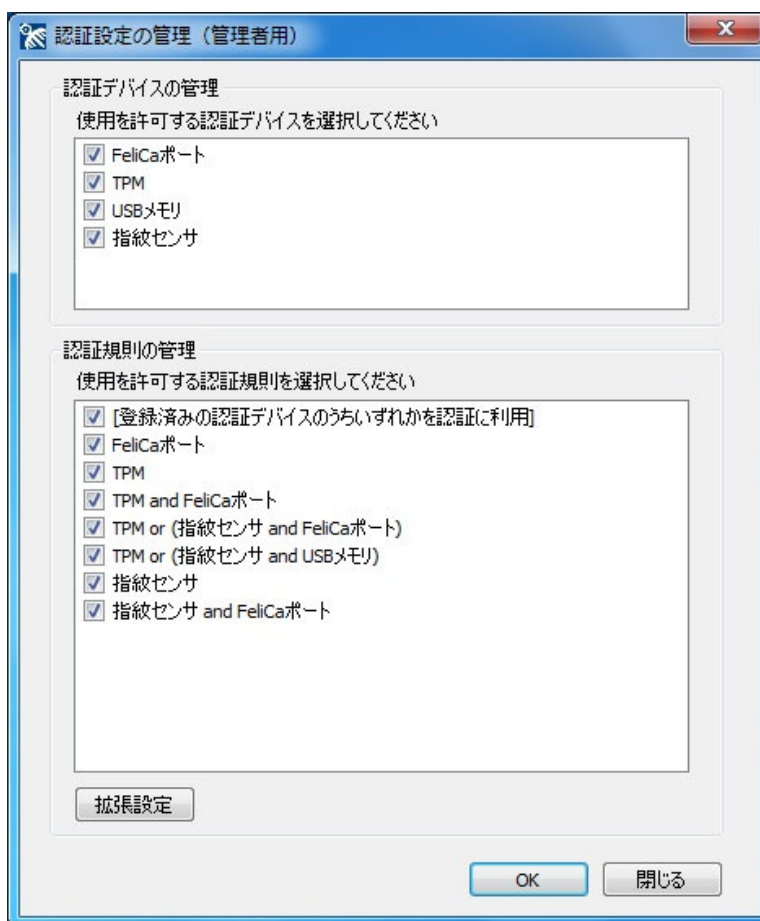 認証設定の管理（管理者用）
認証デバイスの管理
使用を許可する認証デバイスを選択してください
FeliCaポート
TPM
USBメモリ
指紋センサ
認証規則の管理
使用を許可する認証規則を選択してください
[登録済みの認証デバイスのうちいずれかを認証に利用]
FeliCaポート
TPM
TPM and FeliCaポート
TPM or (指紋センサ and FeliCaポート)
TPM or (指紋センサ and USBメモリ)
指紋センサ
指紋センサ and FeliCaポート
拡張設定
OK
閉じる